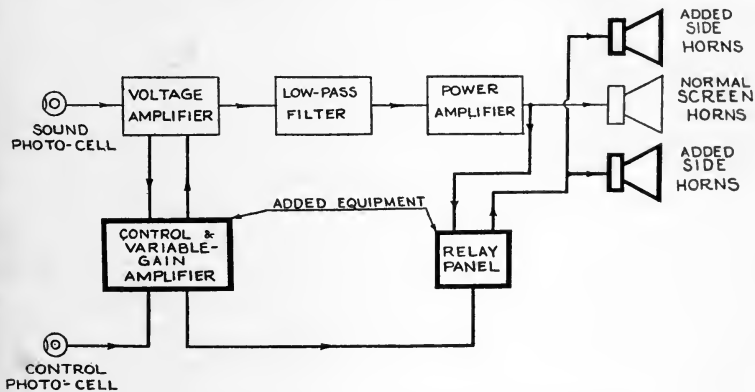 ADDED
SIDE
HORNS
VOLTAGE
AMPLIFIER
LOW-PASS
FILTER
POWER
AMPLIFIER
NORMAL
SCREEN
HORNS
SOUND
PHOTO-CELL
ADDED
SIDE
HORNS
ADDED EQUIPMENT
CONTROL &
VARIABLE-
GAIN
AMPLIFIER
RELAY
PANEL
CONTROL
PHOTO-CELL